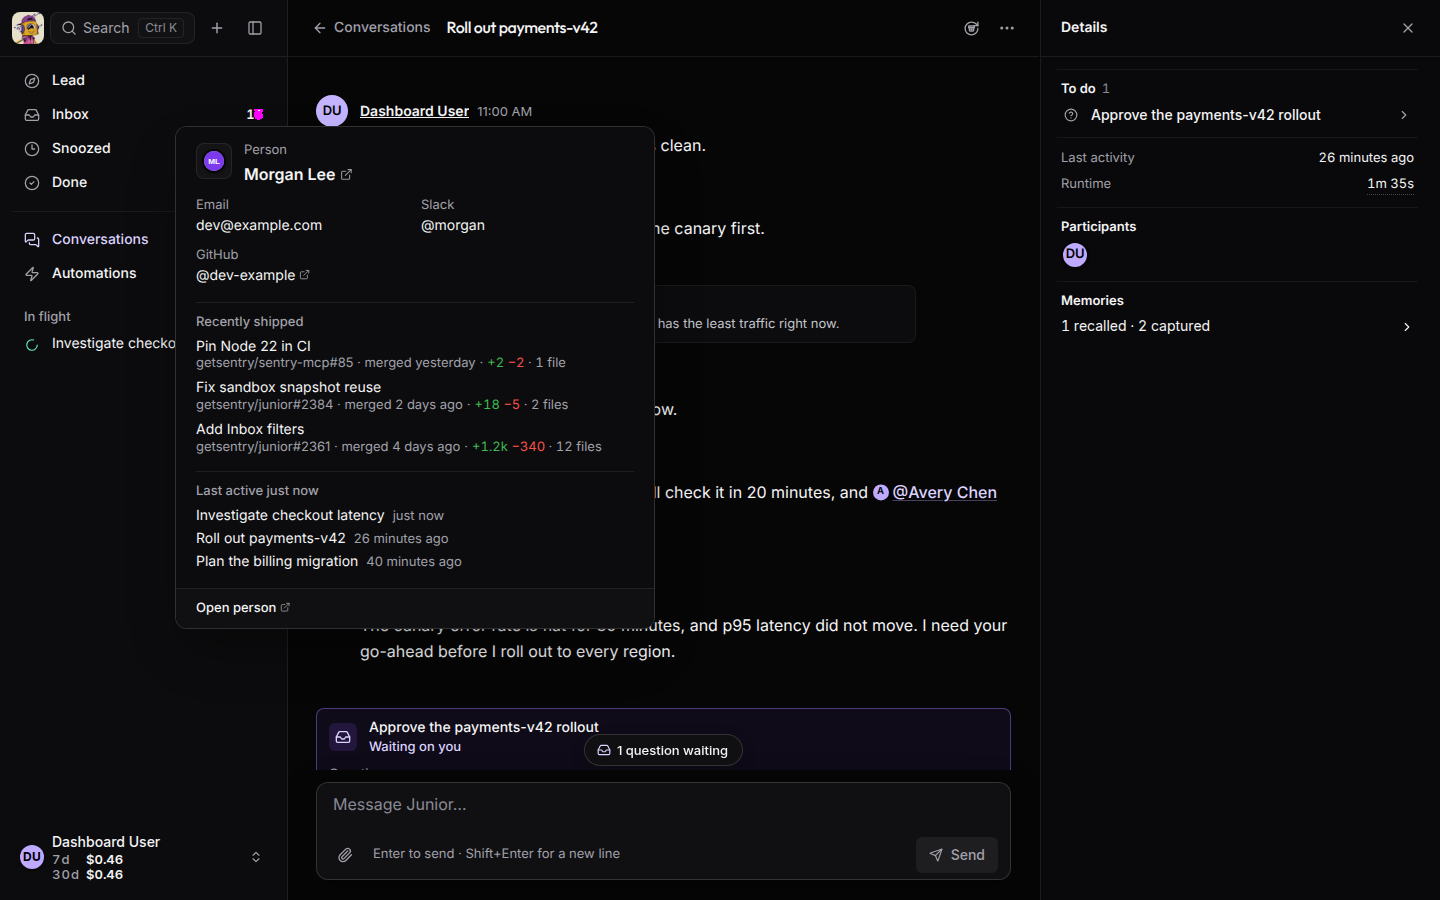 Search Ctrl K
Lead
Inbox
Snoozed
Done
Conversations
Automations
In flight
Investigate checko
Dashboard User
7d $0.46
30d $0.46
DU
Conversations Roll out payments-v42
DU Dashboard User 11:00 AM
clean.
canary first.
has the least traffic right now.
ow.
check it in 20 minutes, and A @Avery Chen
utes, and p95 latency did not move. I need your
go-ahead before I roll out to every region.
Person
ML Morgan Lee
Email Slack
dev@example.com @morgan
GitHub
@dev-example
Recently shipped
Pin Node 22 in CI
getsentry/sentry-mcp#85 · merged yesterday · +2 −2 · 1 file
Fix sandbox snapshot reuse
getsentry/junior#2384 · merged 2 days ago · +18 −5 · 2 files
Add Inbox filters
getsentry/junior#2361 · merged 4 days ago · +1.2k −340 · 12 files
Last active just now
Investigate checkout latency just now
Roll out payments-v42 26 minutes ago
Plan the billing migration 40 minutes ago
Open person
Approve the payments-v42 rollout
Waiting on you
1 question waiting
Message Junior...
Enter to send · Shift+Enter for a new line
Send
Details
To do 1
Approve the payments-v42 rollout
Last activity 26 minutes ago
Runtime 1m 35s
Participants
DU
Memories
1 recalled · 2 captured